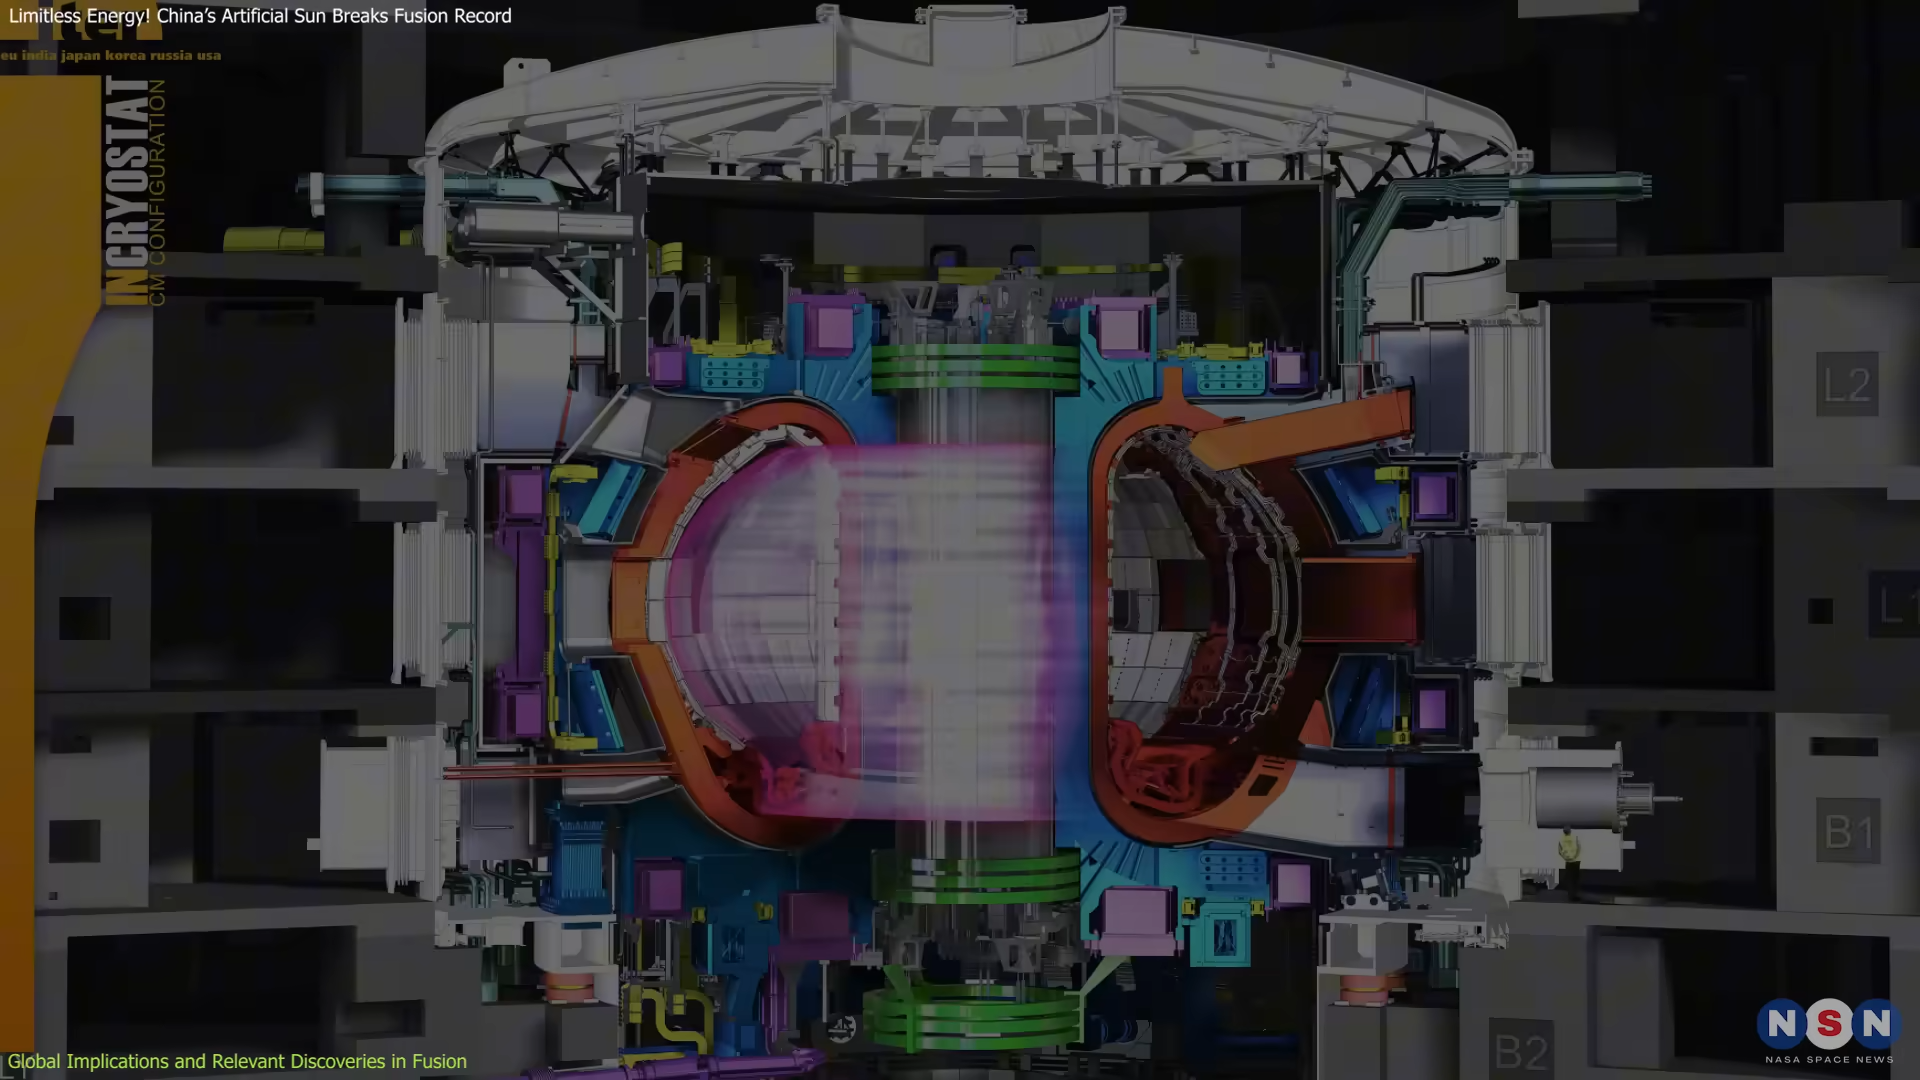 Limitless Energy! China’s Artificial Sun Breaks Fusion Record
iter
eu india japan korea russia usa
INCRYOSTAT
CM CONFIGURATION
L2
B1
B2
Global Implications and Relevant Discoveries in Fusion
NSN
NASA SPACE NEWS